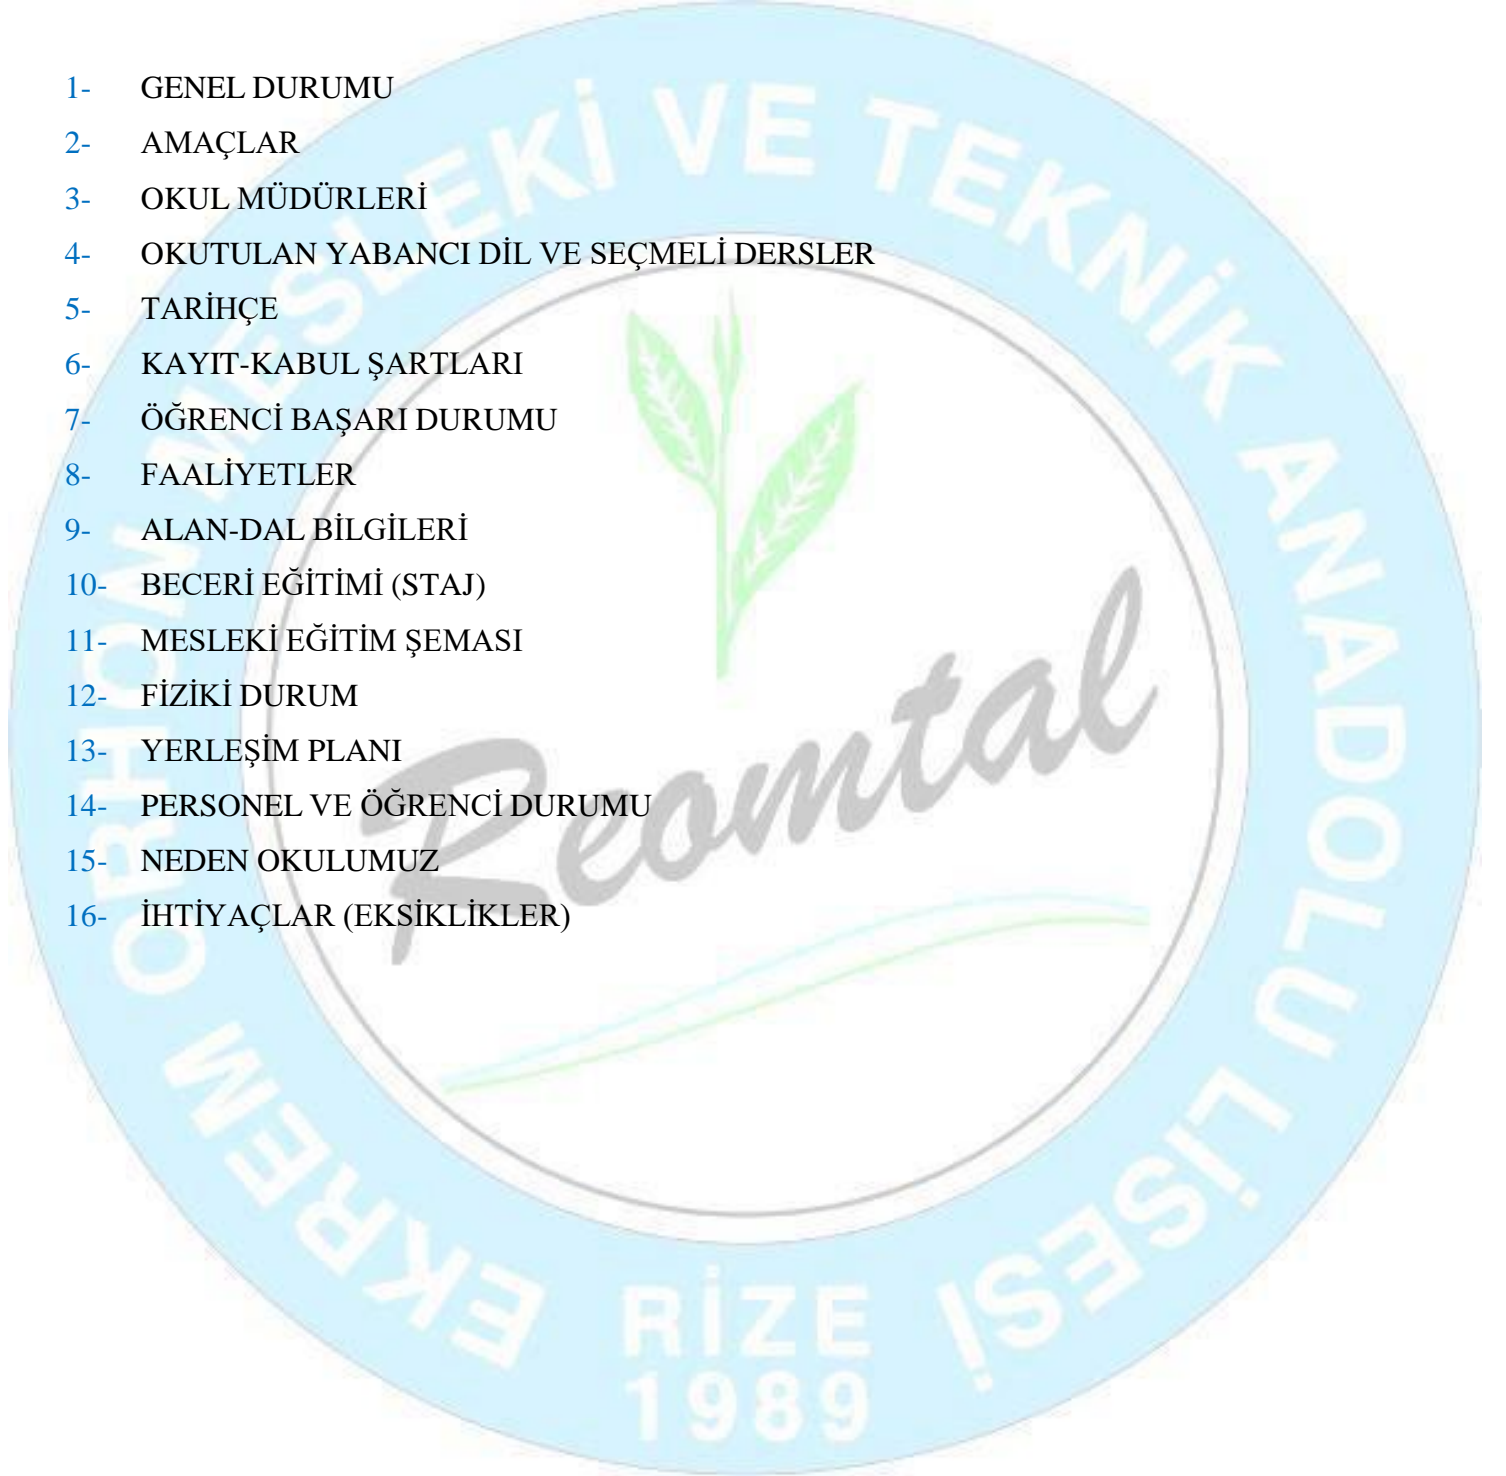 1- GENEL DURUMU
2- AMAÇLAR
3- OKUL MÜDÜRLERİ
4- OKUTULAN YABANCI DİL VE SEÇMELİ DERSLER
5- TARİHÇE
6- KAYIT-KABUL ŞARTLARI
7- ÖĞRENCİ BAŞARI DURUMU
8- FAALİYETLER
9- ALAN-DAL BİLGİLERİ
10- BECERİ EĞİTİMİ (STAJ)
11- MESLEKİ EĞİTİM ŞEMASI
12- FİZİKİ DURUM
13- YERLEŞİM PLANI
14- PERSONEL VE ÖĞRENCİ DURUMU
15- NEDEN OKULUMUZ
16- İHTİYAÇLAR (EKSİKLİKLER)
EKREM ORHON MESLEKİ VE TEKNİK ANADOLU LİSESİ
Reomtal
RİZE
1989